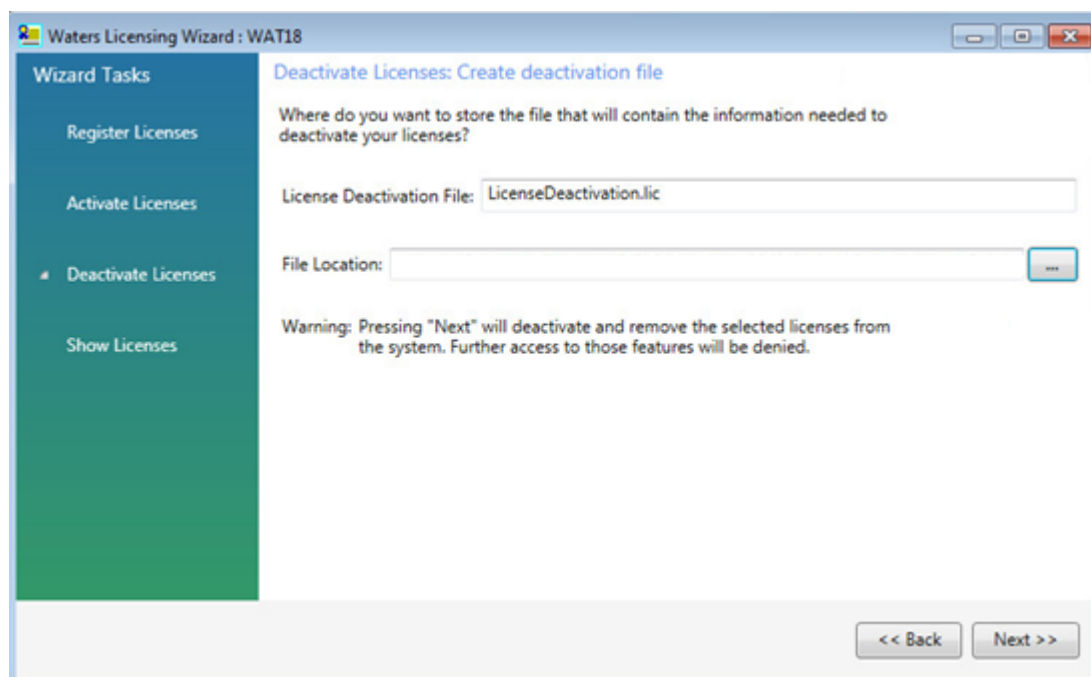 Waters Licensing Wizard : WAT18
Wizard Tasks
Register Licenses
Activate Licenses
Deactivate Licenses
Show Licenses
Deactivate Licenses: Create deactivation file
Where do you want to store the file that will contain the information needed to
deactivate your licenses?
License Deactivation File: LicenseDeactivation.lic
File Location: ...
Warning: Pressing "Next" will deactivate and remove the selected licenses from
the system. Further access to those features will be denied.
<< Back Next >>